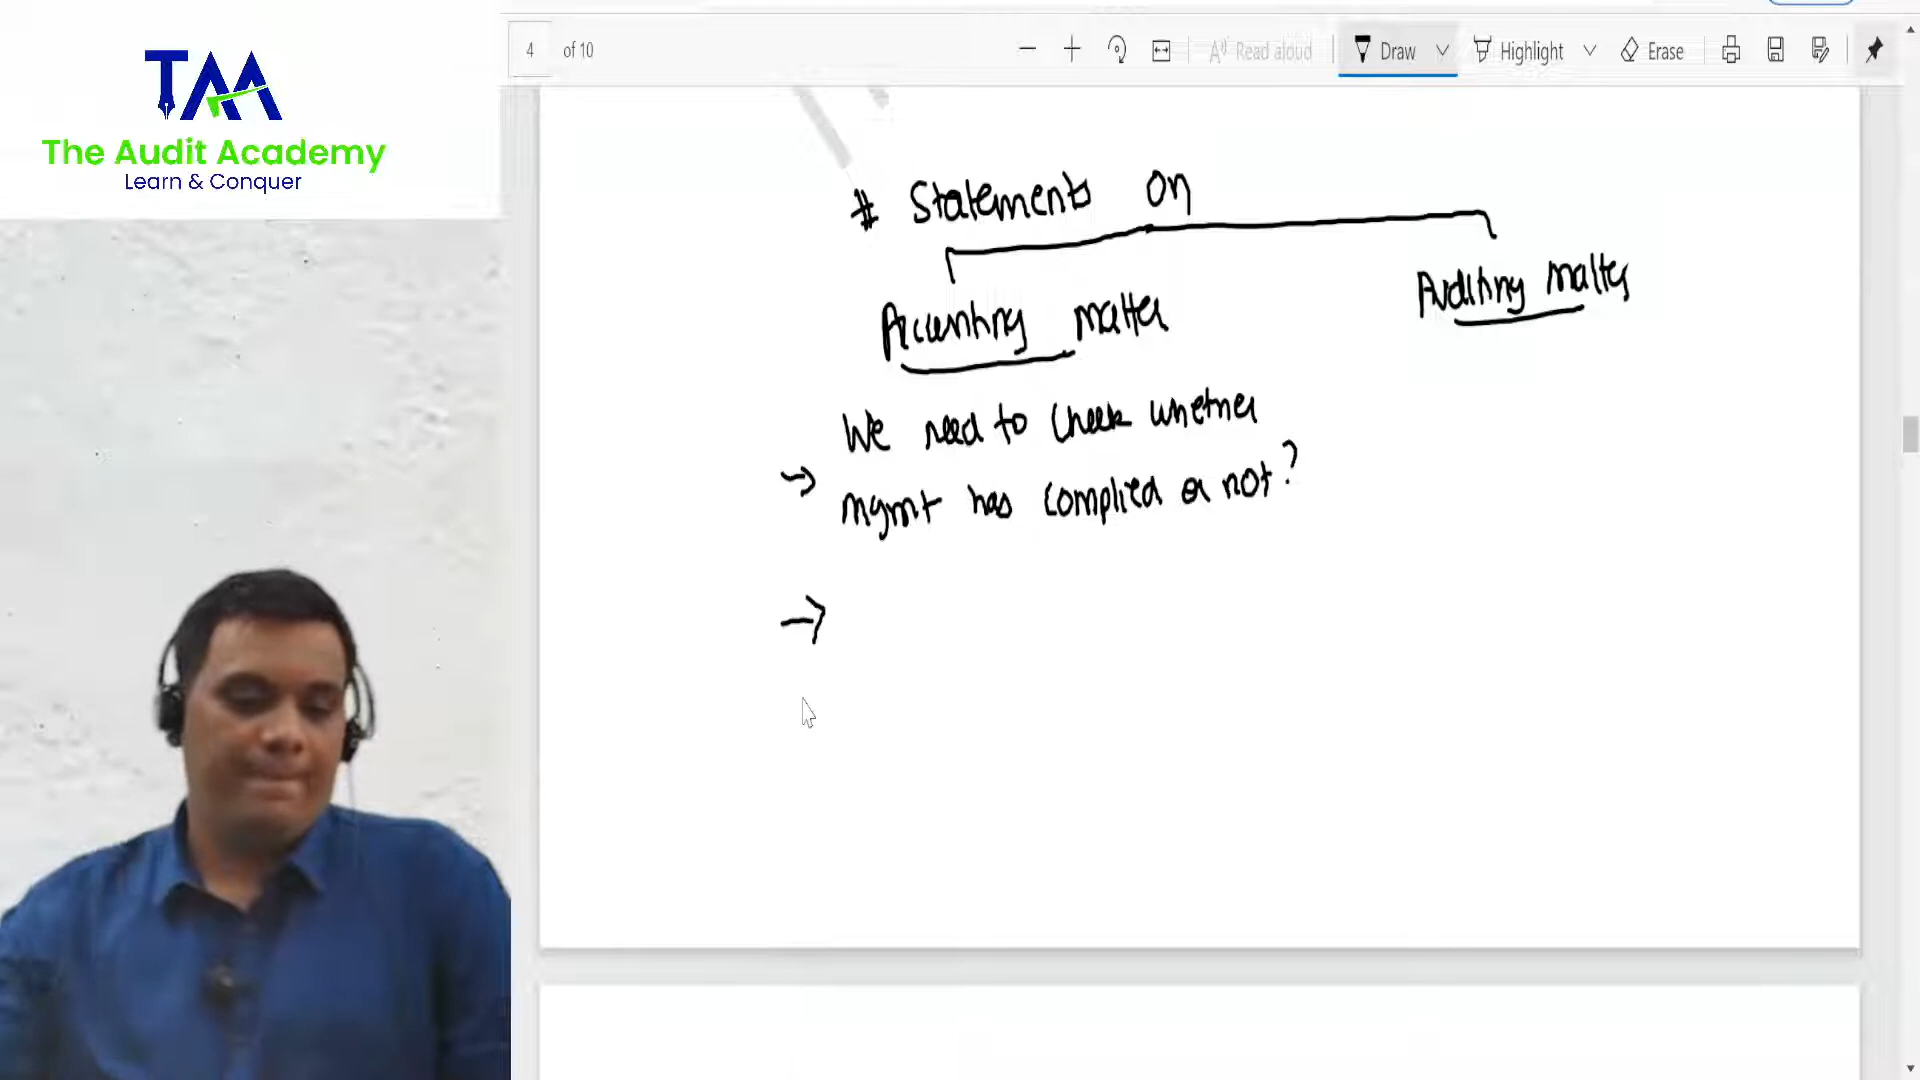 TAA
The Audit Academy
Learn & Conquer
4 of 10
Read aloud
Draw
Highlight
Erase
# Statements on
Accounting matter
Auditing matter
We need to check whether
→ mgmt has complied or not?
→